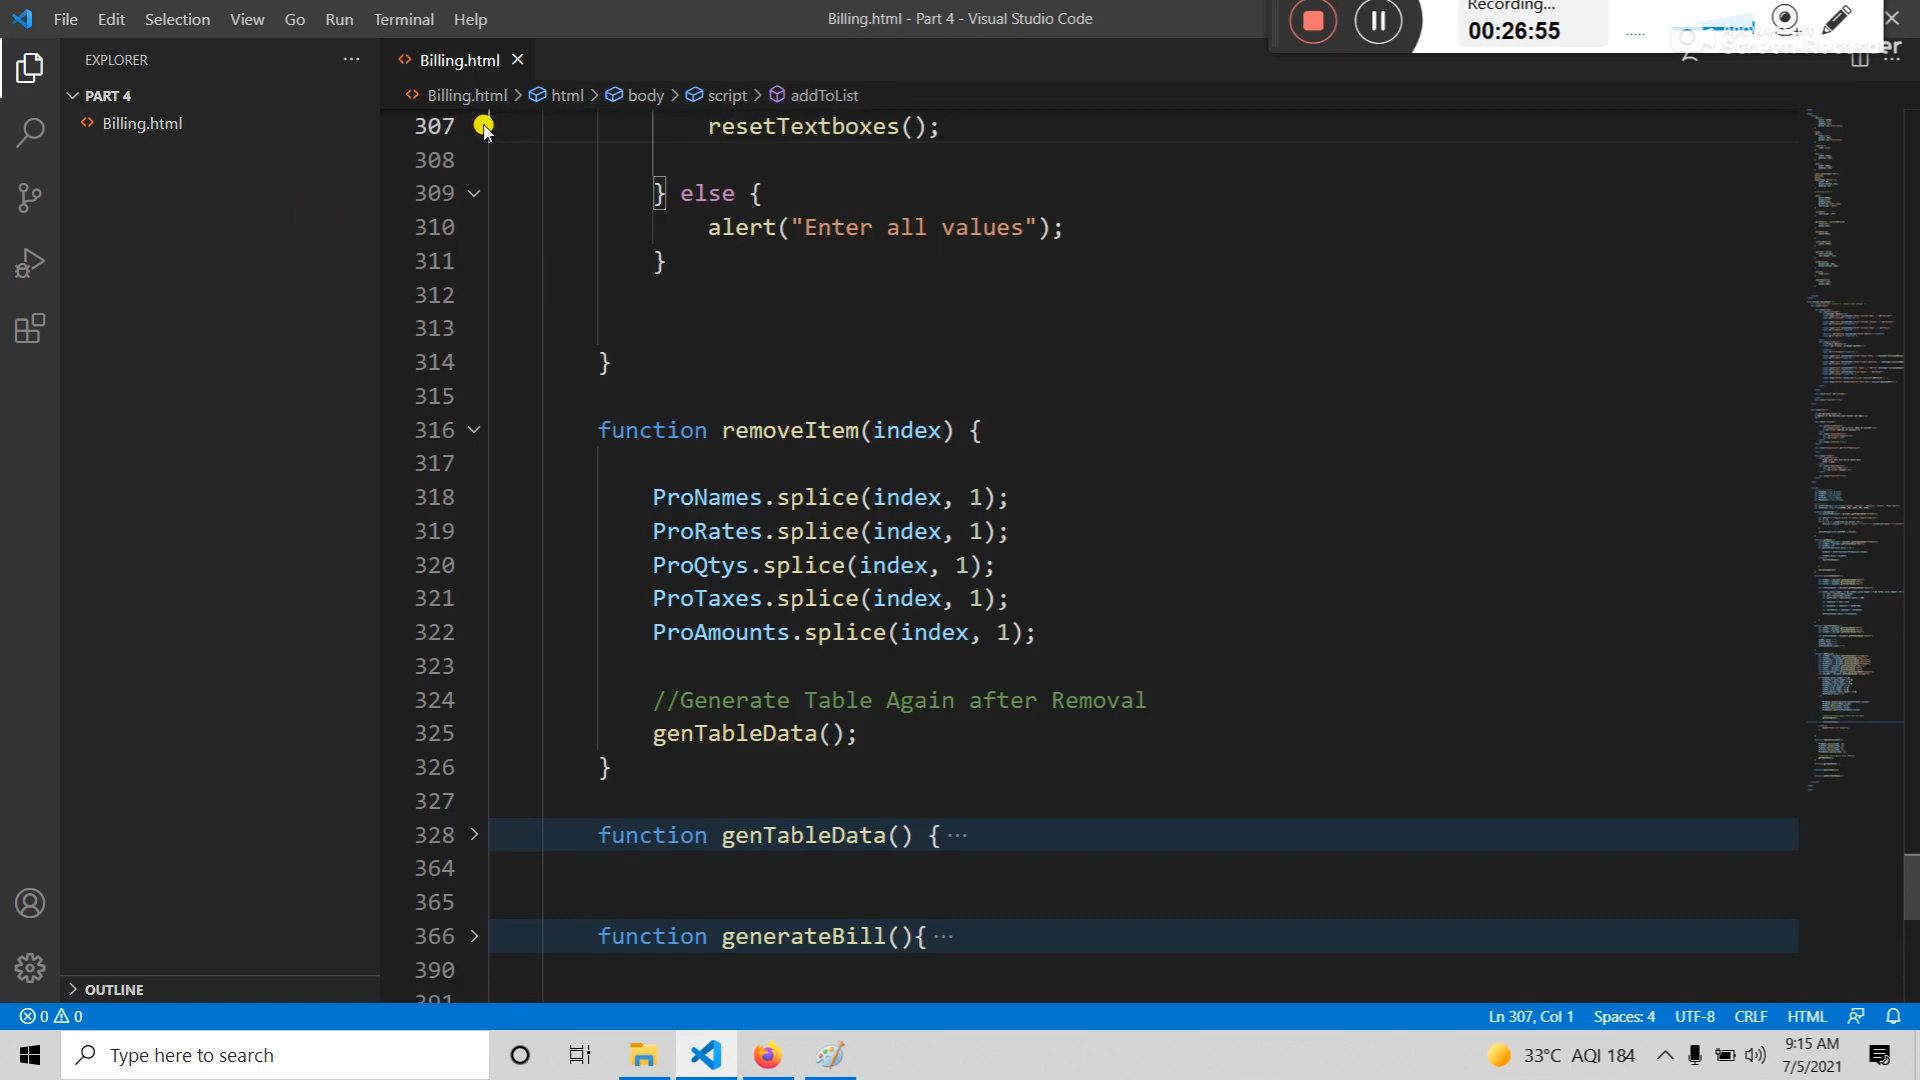 File Edit Selection View Go Run Terminal Help
Billing.html - Part 4 - Visual Studio Code
Recording...
00:26:55
Screen Recorder
EXPLORER
Billing.html
PART 4
Billing.html > html > body > script > addToList
Billing.html
307 resetTextboxes();
308
309 } else {
310 alert("Enter all values");
311 }
312
313
314 }
315
316 function removeItem(index) {
317
318 ProNames.splice(index, 1);
319 ProRates.splice(index, 1);
320 ProQtys.splice(index, 1);
321 ProTaxes.splice(index, 1);
322 ProAmounts.splice(index, 1);
323
324 //Generate Table Again after Removal
325 genTableData();
326 }
327
328 function genTableData() {···
364
365
366 function generateBill(){···
390
391
OUTLINE
0 0
Ln 307, Col 1 Spaces: 4 UTF-8 CRLF HTML
Type here to search
33°C AQI 184
9:15 AM
7/5/2021